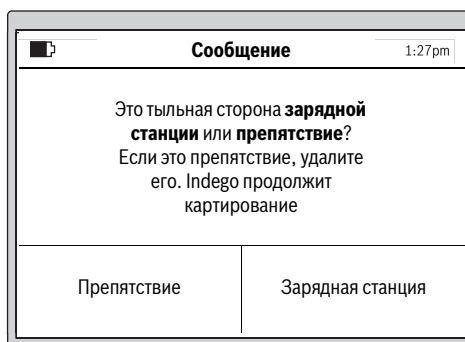 Сообщение 1:27pm
Это тыльная сторона зарядной
станции или препятствие?
Если это препятствие, удалите
его. Indego продолжит
картирование
Препятствие Зарядная станция